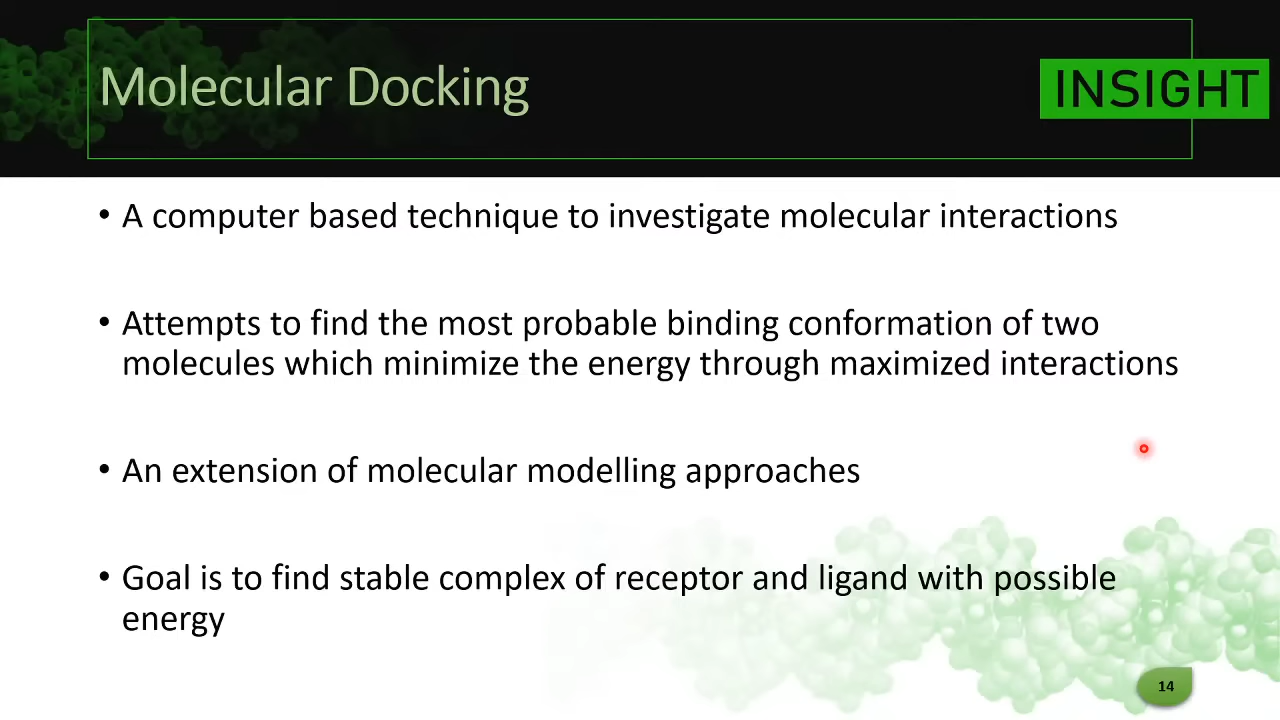 Molecular Docking
INSIGHT
• A computer based technique to investigate molecular interactions
• Attempts to find the most probable binding conformation of two
molecules which minimize the energy through maximized interactions
• An extension of molecular modelling approaches
• Goal is to find stable complex of receptor and ligand with possible
energy
14